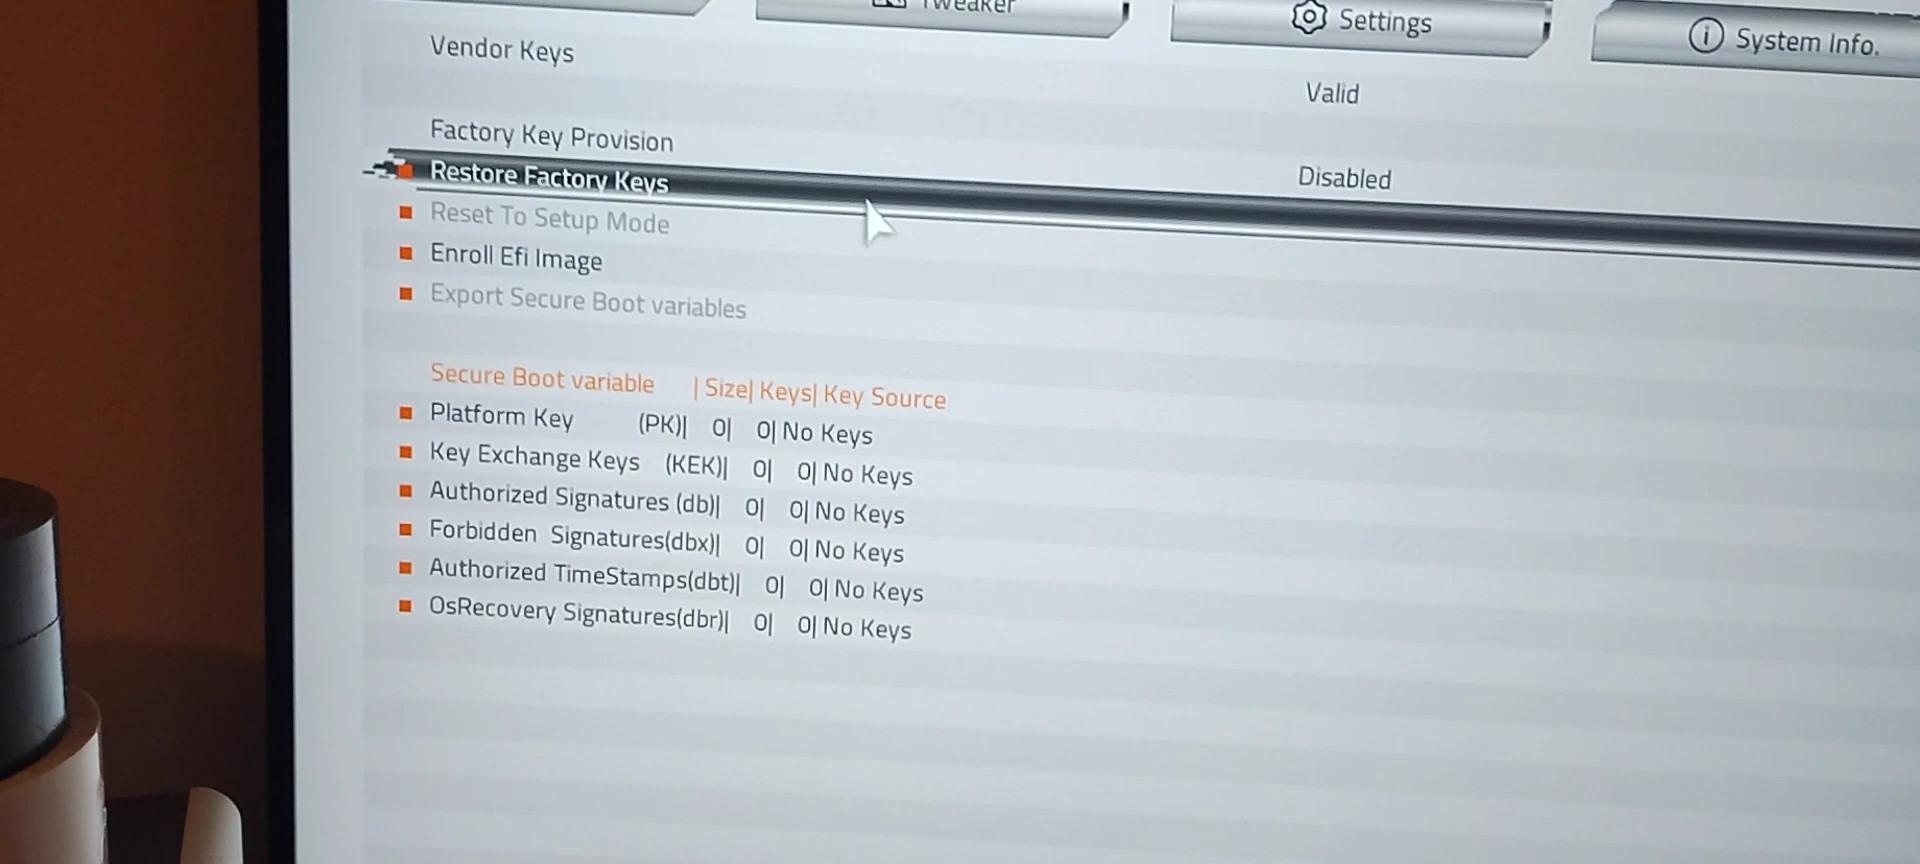 Tweaker
Settings
System Info.
Vendor Keys
Valid
Factory Key Provision
Disabled
Restore Factory Keys
Reset To Setup Mode
Enroll Efi Image
Export Secure Boot variables
Secure Boot variable | Size| Keys| Key Source
Platform Key (PK)| 0| 0| No Keys
Key Exchange Keys (KEK)| 0| 0| No Keys
Authorized Signatures (db)| 0| 0| No Keys
Forbidden Signatures(dbx)| 0| 0| No Keys
Authorized TimeStamps(dbt)| 0| 0| No Keys
OsRecovery Signatures(dbr)| 0| 0| No Keys